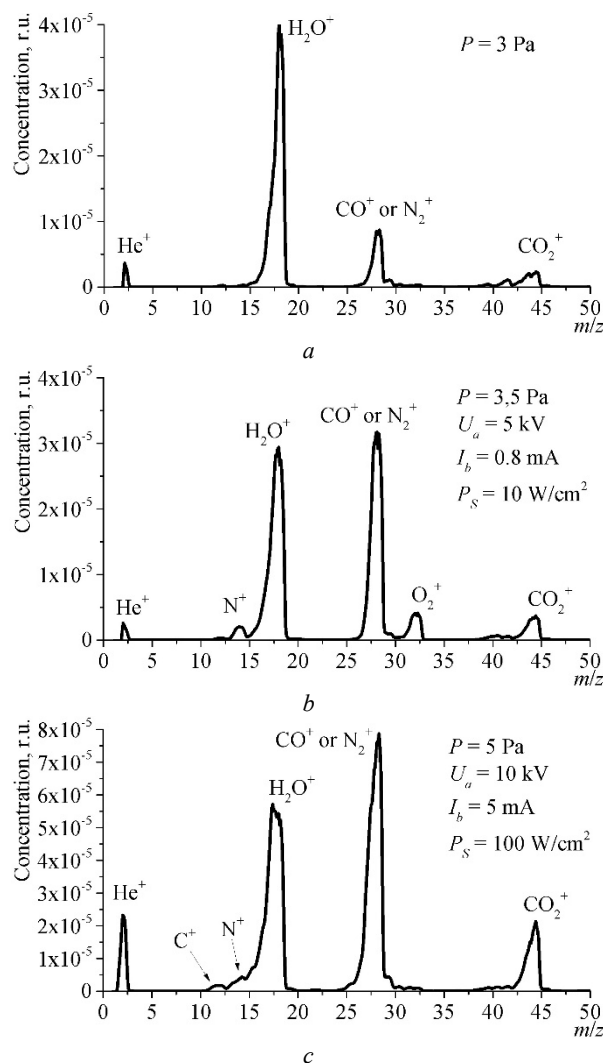 Concentration, r.u.
4x10⁻⁵
3x10⁻⁵
2x10⁻⁵
1x10⁻⁵
0
H₂O⁺
P = 3 Pa
CO⁺ or N₂⁺
He⁺
CO₂⁺
0 5 10 15 20 25 30 35 40 45 50
m/z
a
Concentration, r.u.
4x10⁻⁵
3x10⁻⁵
2x10⁻⁵
1x10⁻⁵
0
CO⁺ or N₂⁺
H₂O⁺
P = 3,5 Pa
Uₐ = 5 kV
I_b = 0.8 mA
P_S = 10 W/cm²
He⁺
N⁺
O₂⁺
CO₂⁺
0 5 10 15 20 25 30 35 40 45 50
m/z
b
Concentration, r.u.
8x10⁻⁵
7x10⁻⁵
6x10⁻⁵
5x10⁻⁵
4x10⁻⁵
3x10⁻⁵
2x10⁻⁵
1x10⁻⁵
0
CO⁺ or N₂⁺
H₂O⁺
P = 5 Pa
Uₐ = 10 kV
I_b = 5 mA
P_S = 100 W/cm²
He⁺
C⁺
N⁺
CO₂⁺
0 5 10 15 20 25 30 35 40 45 50
m/z
c